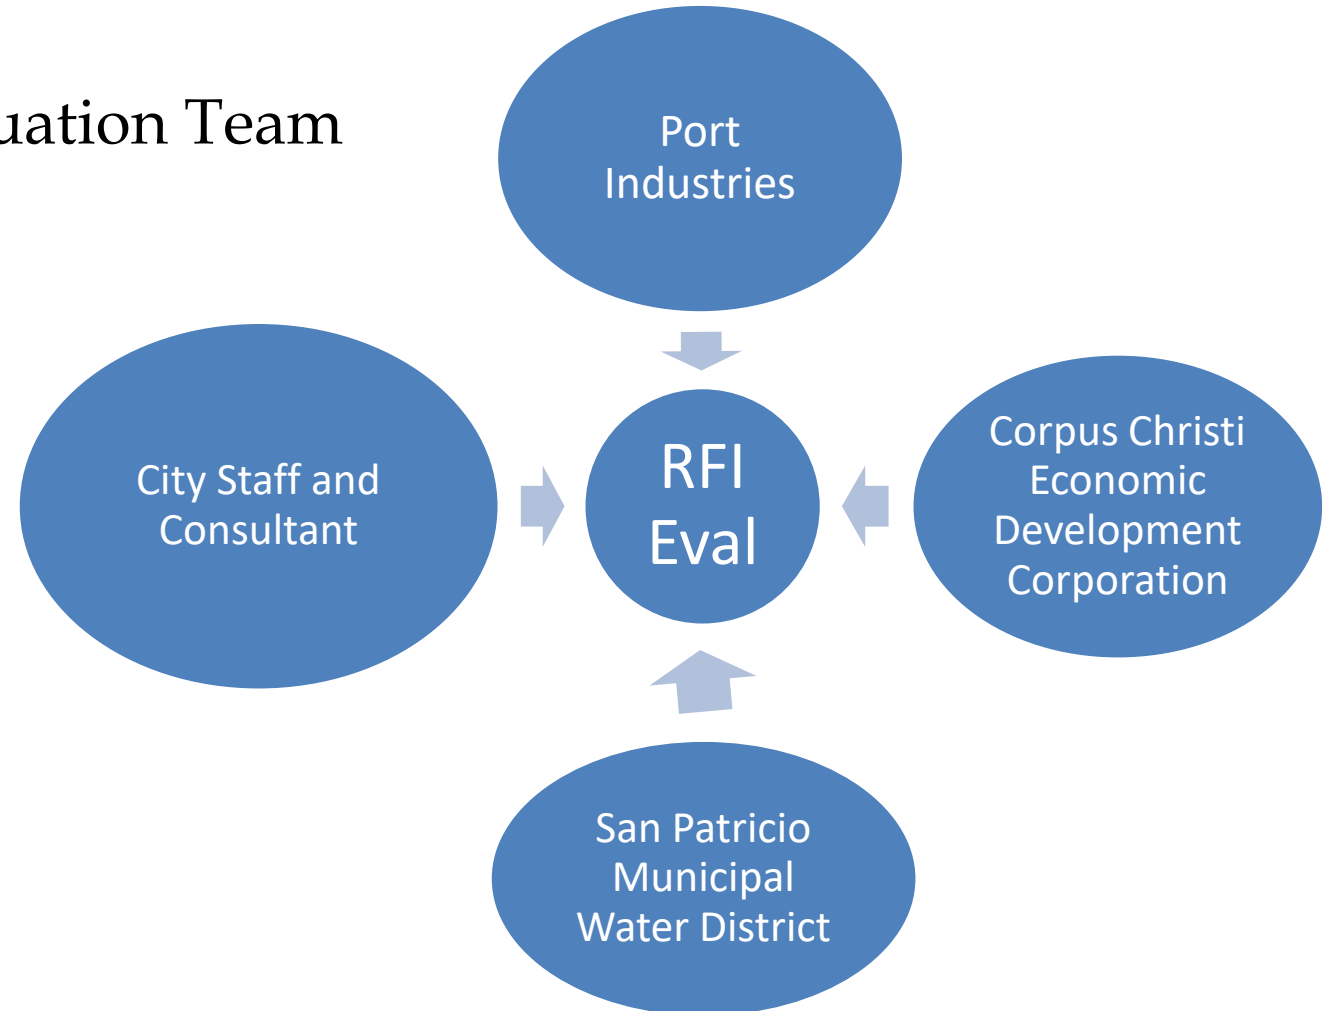 uation Team
Port
Industries
City Staff and
Consultant
RFI
Eval
Corpus Christi
Economic
Development
Corporation
San Patricio
Municipal
Water District